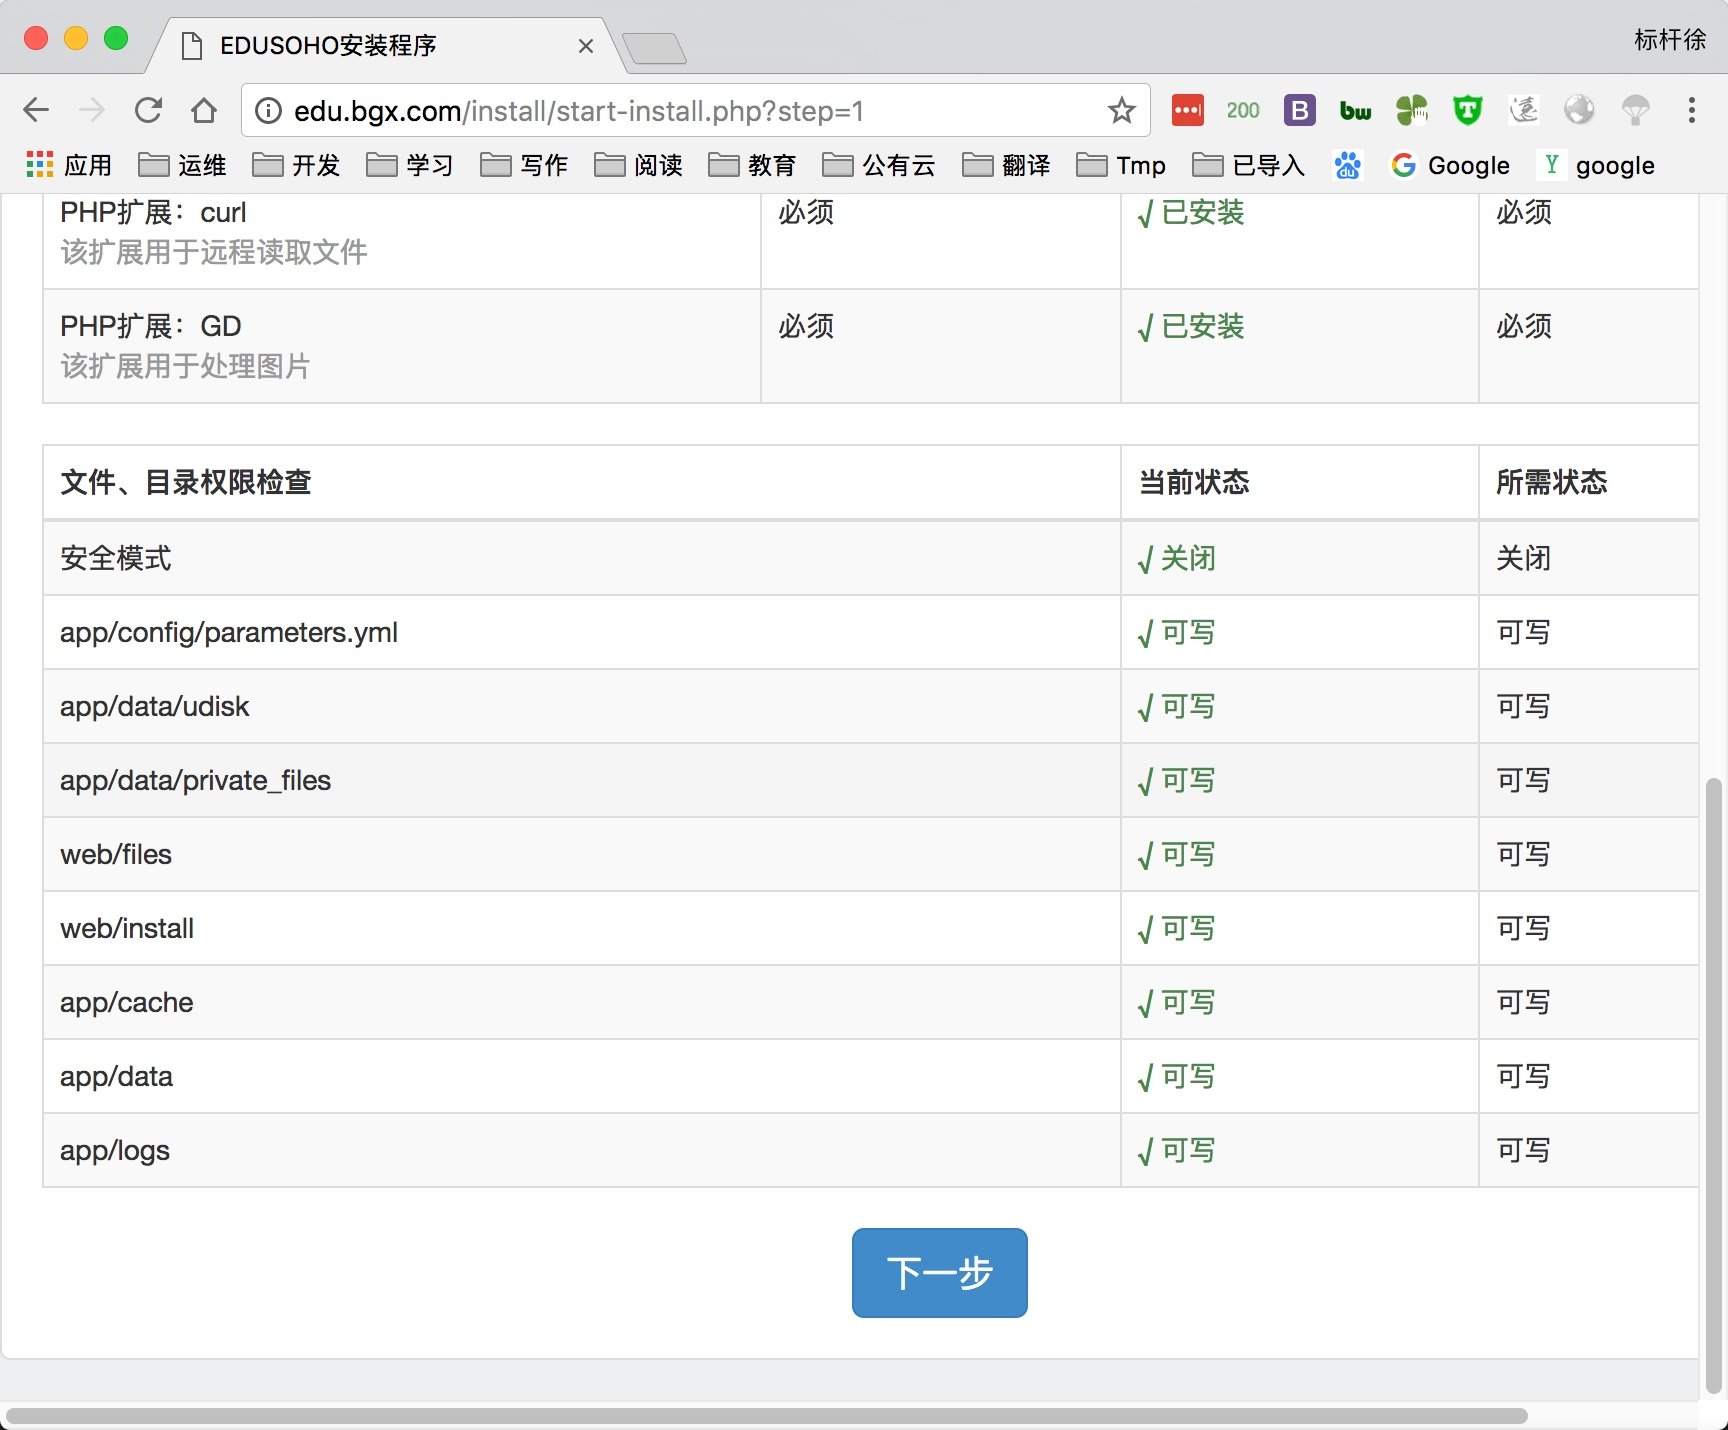 EDUSOHO安装程序
标杆徐
edu.bgx.com/install/start-install.php?step=1
200
B
bw
T
应用 运维 开发 学习 写作 阅读 教育 公有云 翻译 Tmp 已导入 du Google Y google
PHP扩展：curl 必须 √ 已安装 必须
该扩展用于远程读取文件
PHP扩展：GD 必须 √ 已安装 必须
该扩展用于处理图片
文件、目录权限检查 当前状态 所需状态
安全模式 √ 关闭 关闭
app/config/parameters.yml √ 可写 可写
app/data/udisk √ 可写 可写
app/data/private_files √ 可写 可写
web/files √ 可写 可写
web/install √ 可写 可写
app/cache √ 可写 可写
app/data √ 可写 可写
app/logs √ 可写 可写
下一步